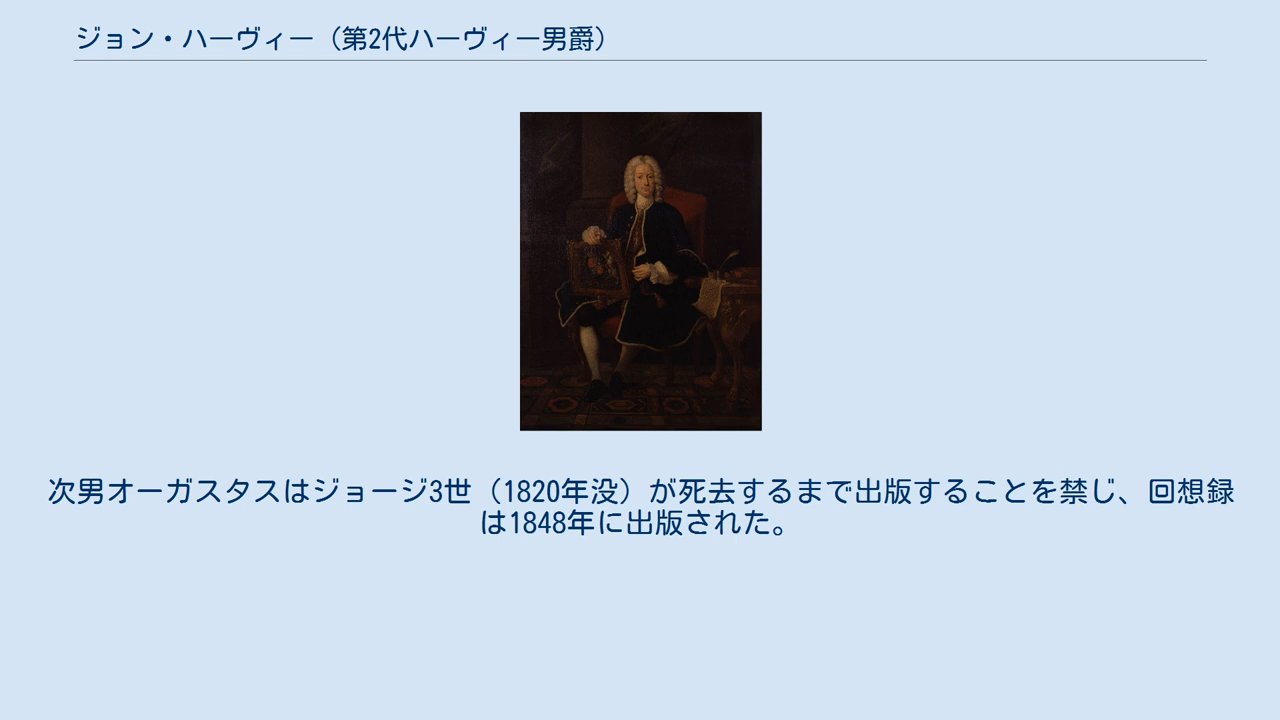 ジョン・ハーヴィー（第2代ハーヴィー男爵）
次男オーガスタスはジョージ3世（1820年没）が死去するまで出版することを禁じ、回想録
は1848年に出版された。